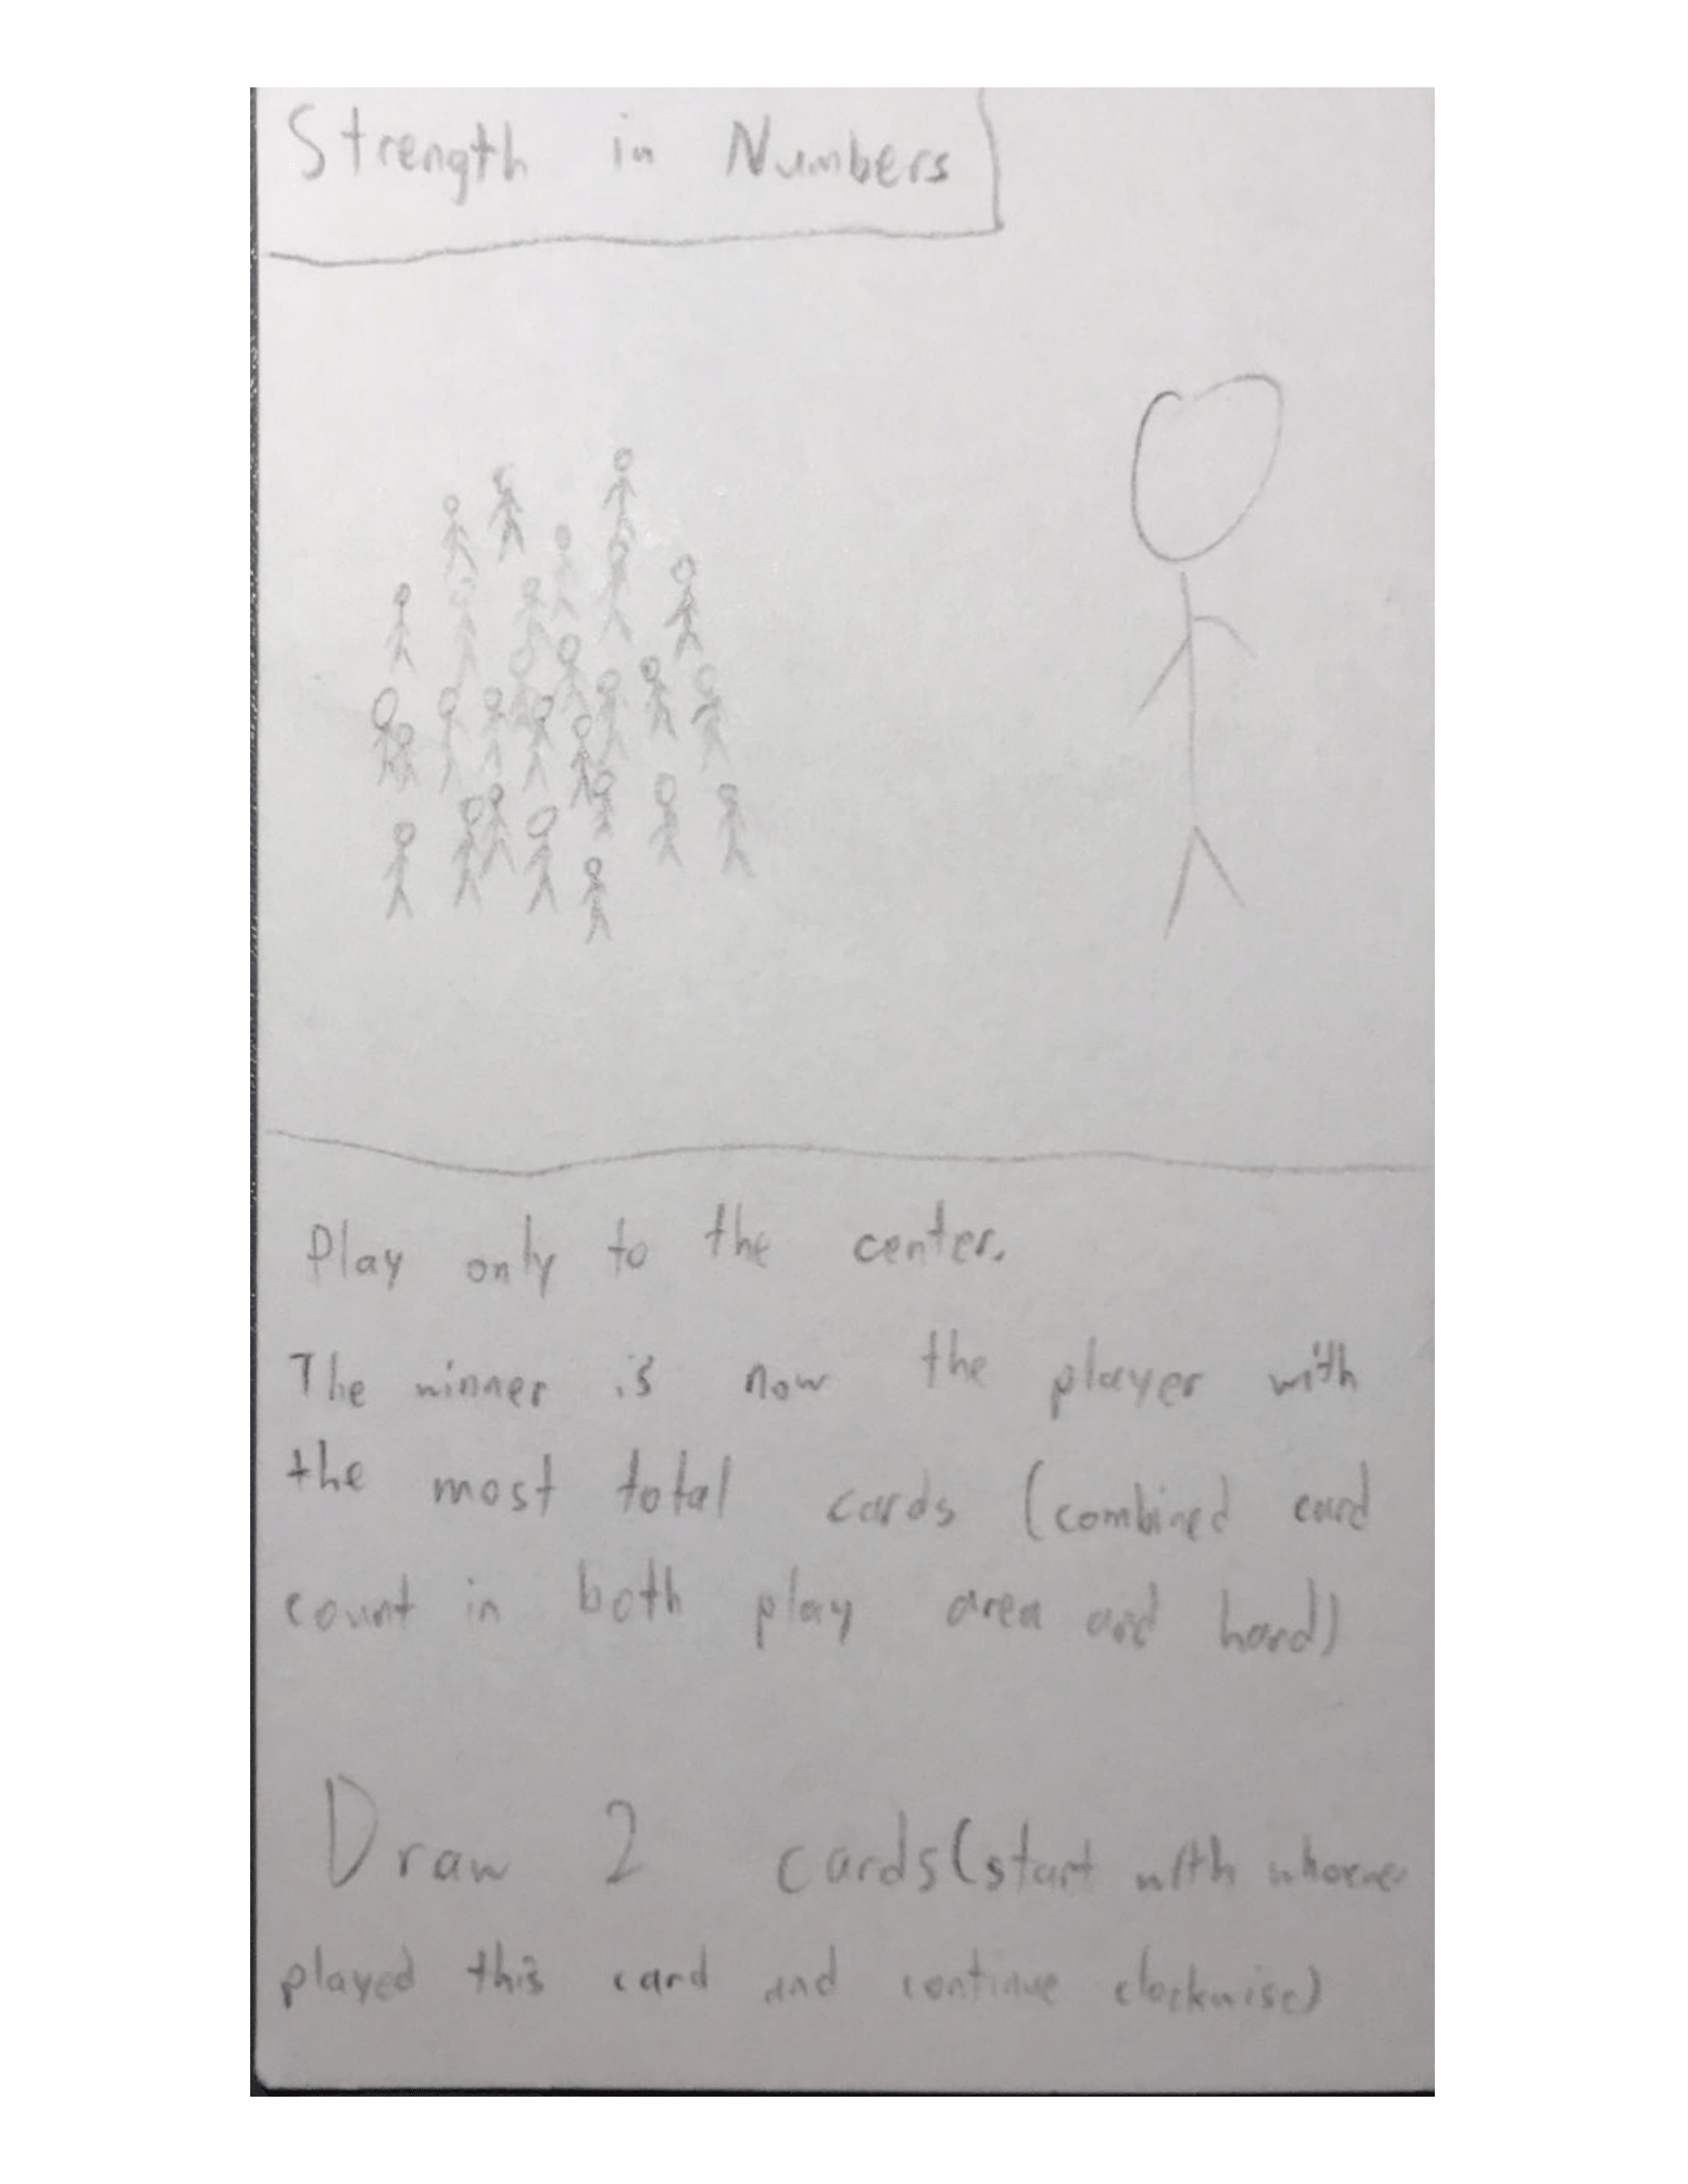 Strength in Numbers
Play only to the center.
The winner is now the player with
the most total cards (combined card
count in both play area and hand)
Draw 2 cards (start with whoever
played this card and continue clockwise)